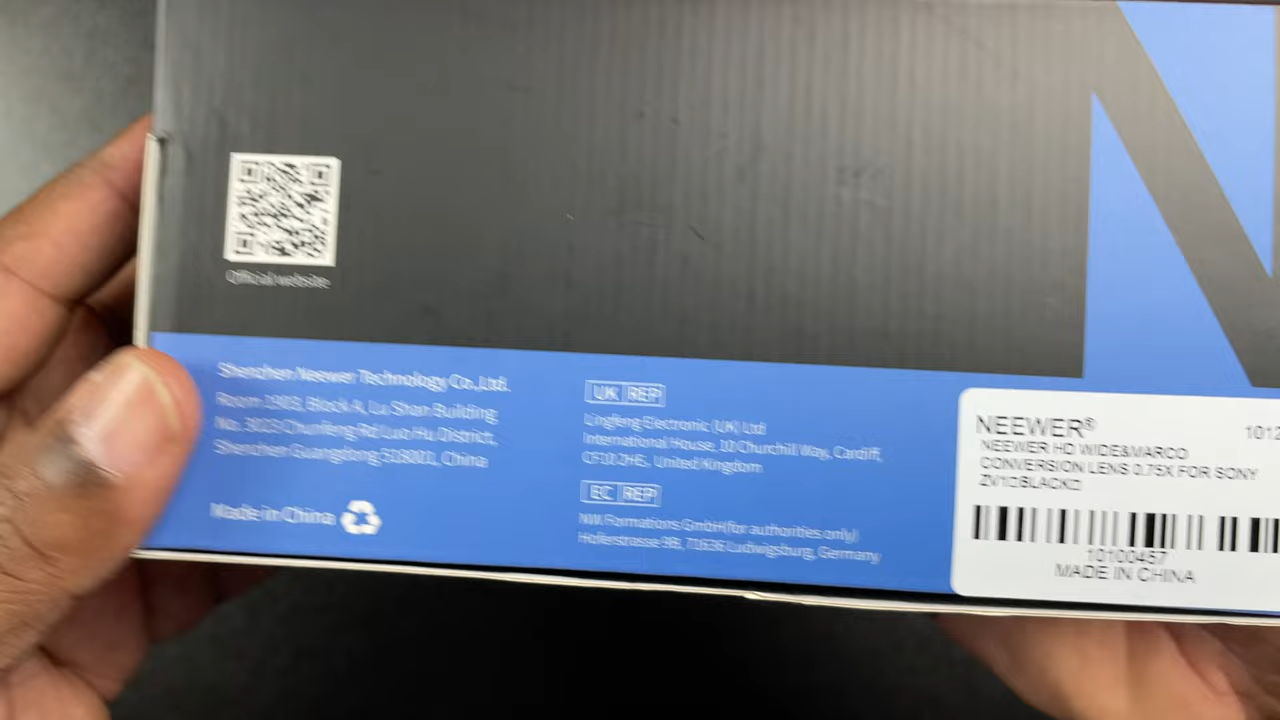 Official website
Shenzhen Neewer Technology Co.,Ltd.
Room 1903, Block A, Lu Shan Building
No. 3023 Chunfeng Rd Luo Hu District,
Shenzhen Guangdong 518001, China
Made in China
UK REP
Lingfeng Electronic (UK) Ltd
International House, 10 Churchill Way, Cardiff,
CF10 2HE, United Kingdom
EC REP
NW Formations GmbH(for authorities only)
Hoferstrasse 9B, 71636 Ludwigsburg, Germany
NEEWER®
1012
NEEWER HD WIDE&MARCO
CONVERSION LENS 0.75X FOR SONY
ZV1□BLACK□
10100457
MADE IN CHINA